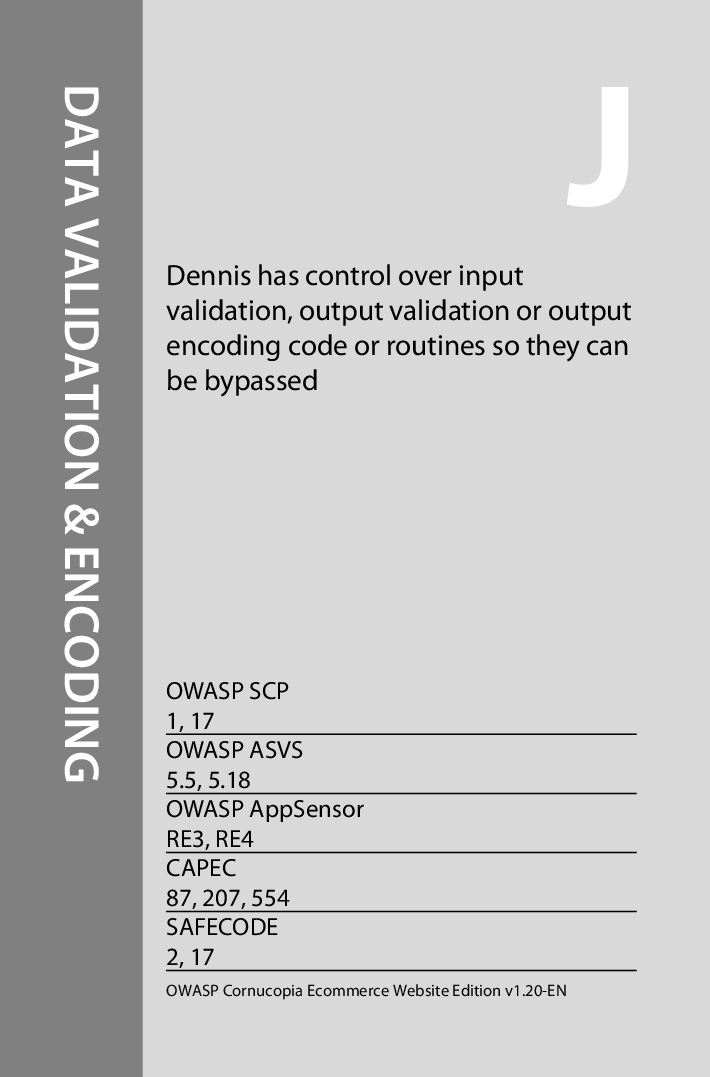 DATA VALIDATION & ENCODING
J
Dennis has control over input
validation, output validation or output
encoding code or routines so they can
be bypassed
OWASP SCP
1, 17
OWASP ASVS
5.5, 5.18
OWASP AppSensor
RE3, RE4
CAPEC
87, 207, 554
SAFECODE
2, 17
OWASP Cornucopia Ecommerce Website Edition v1.20-EN